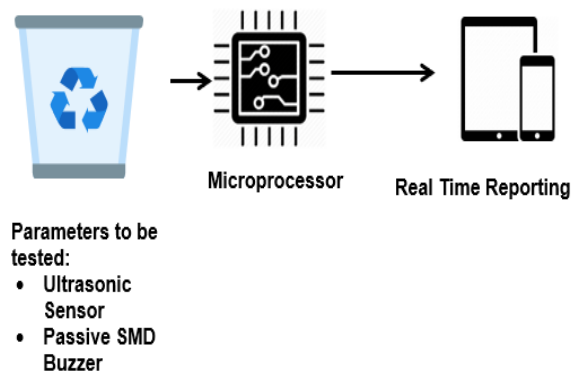 Microprocessor
Real Time Reporting
Parameters to be
tested:
• Ultrasonic
Sensor
• Passive SMD
Buzzer